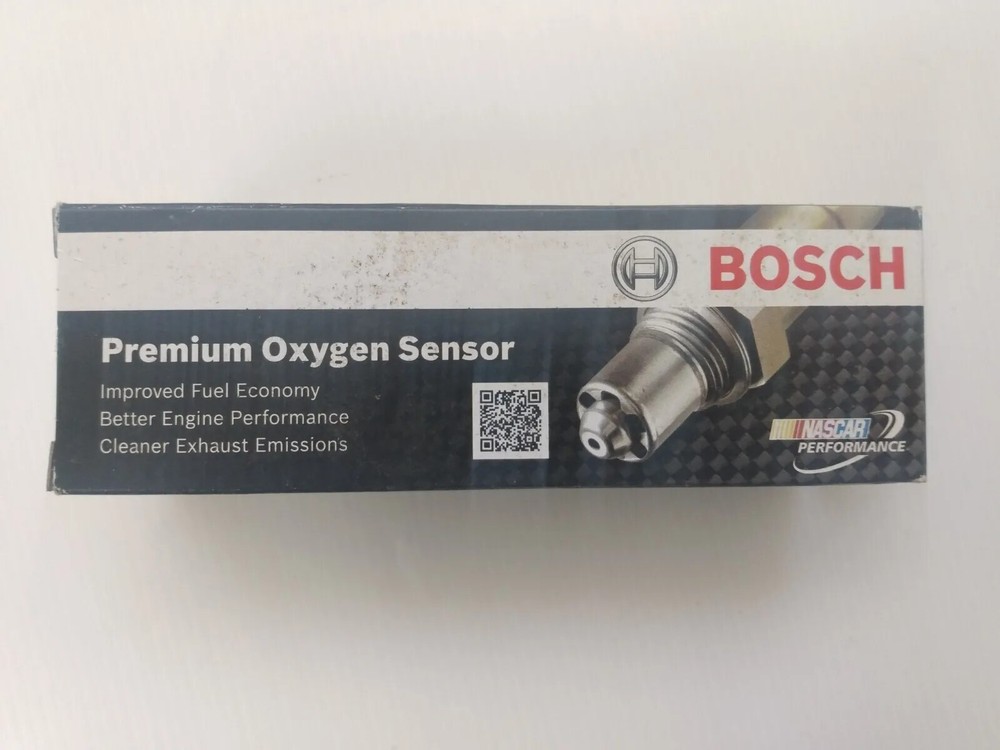 BOSCH
Premium Oxygen Sensor
Improved Fuel Economy
Better Engine Performance
Cleaner Exhaust Emissions
NASCAR
PERFORMANCE